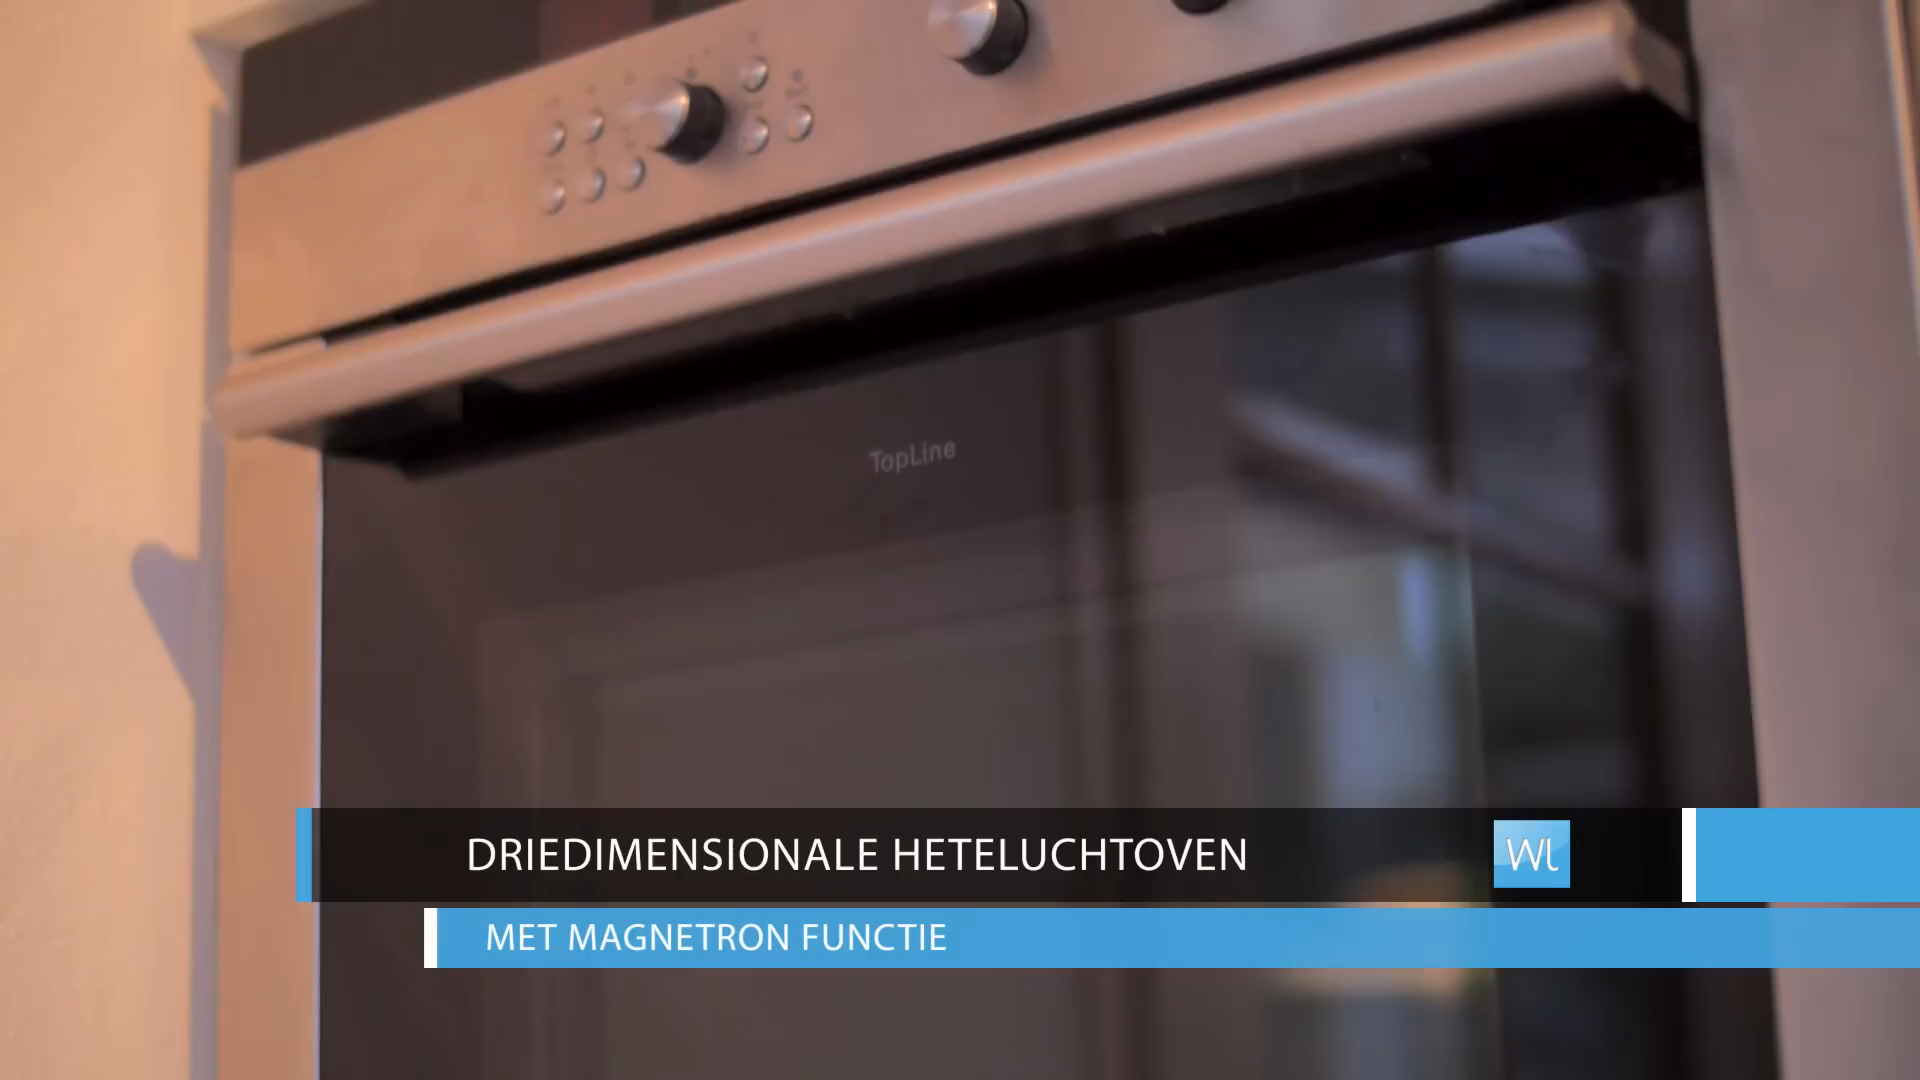 TopLine
DRIEDIMENSIONALE HETELUCHTOVEN
Wl
MET MAGNETRON FUNCTIE